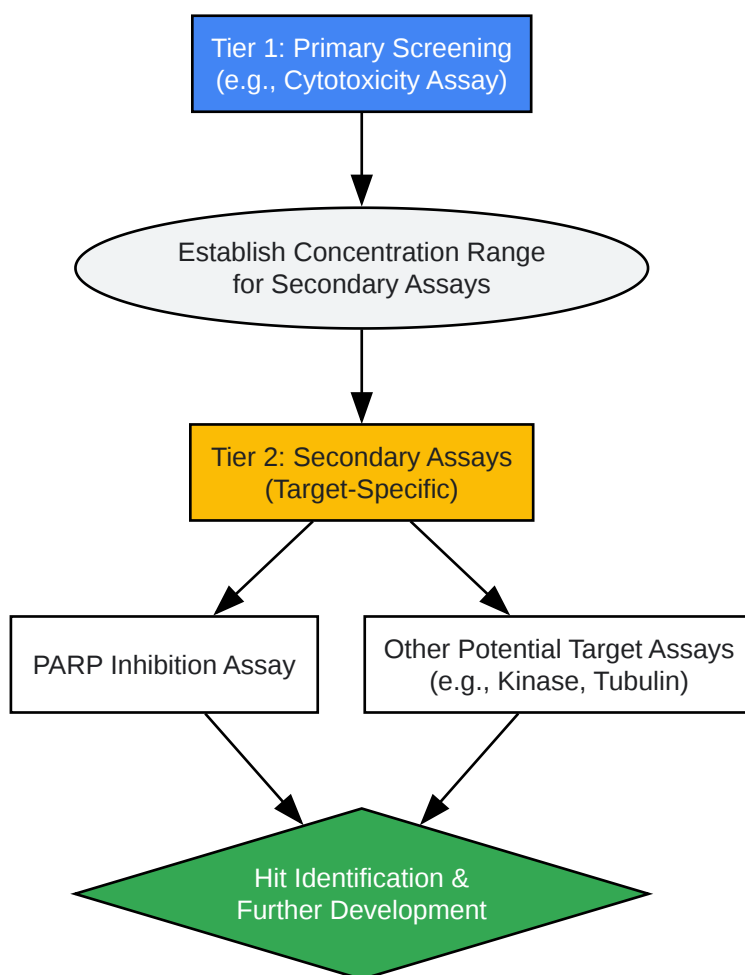 Tier 1: Primary Screening
(e.g., Cytotoxicity Assay)
Establish Concentration Range
for Secondary Assays
Tier 2: Secondary Assays
(Target-Specific)
PARP Inhibition Assay
Other Potential Target Assays
(e.g., Kinase, Tubulin)
Hit Identification &
Further Development